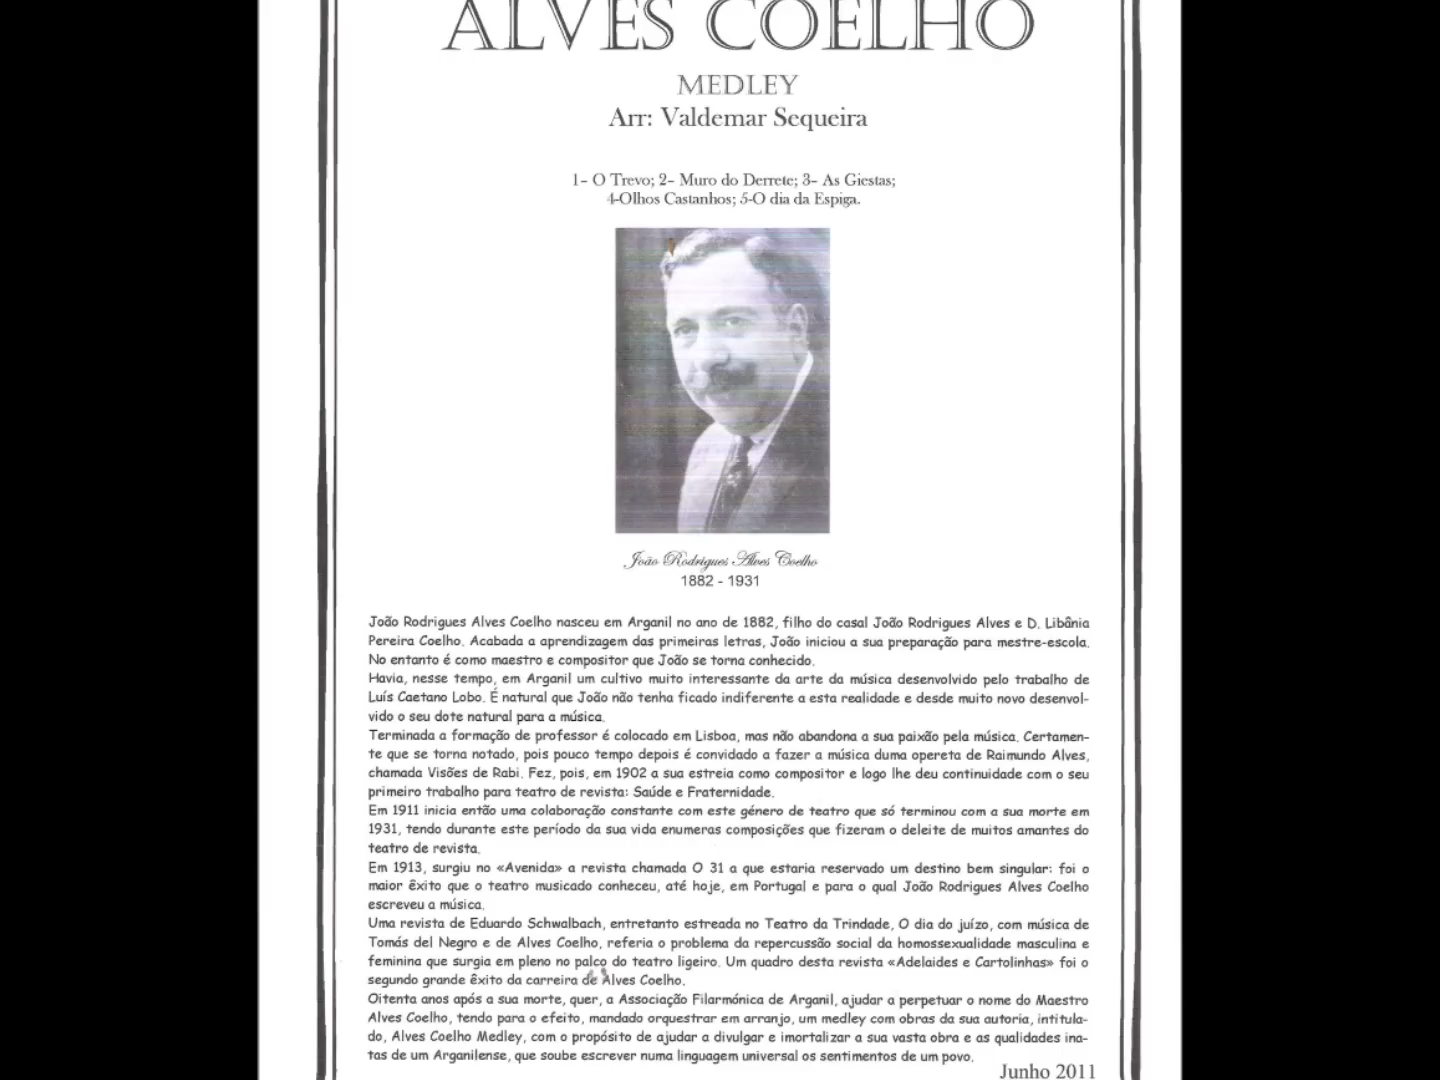 ALVES COELHO
MEDLEY
Arr: Valdemar Sequeira
1- O Trevo; 2- Muro do Derrete; 3- As Giestas;
4-Olhos Castanhos; 5-O dia da Espiga.
João Rodrigues Alves Coelho
1882 - 1931
João Rodrigues Alves Coelho nasceu em Arganil no ano de 1882, filho do casal João Rodrigues Alves e D. Libânia
Pereira Coelho. Acabada a aprendizagem das primeiras letras, João iniciou a sua preparação para mestre-escola.
No entanto é como maestro e compositor que João se torna conhecido.
Havia, nesse tempo, em Arganil um cultivo muito interessante da arte da música desenvolvido pelo trabalho de
Luís Caetano Lobo. É natural que João não tenha ficado indiferente a esta realidade e desde muito novo desenvol-
vido o seu dote natural para a música.
Terminada a formação de professor é colocado em Lisboa, mas não abandona a sua paixão pela música. Certamen-
te que se torna notado, pois pouco tempo depois é convidado a fazer a música duma opereta de Raimundo Alves,
chamada Visões de Rabi. Fez, pois, em 1902 a sua estreia como compositor e logo lhe deu continuidade com o seu
primeiro trabalho para teatro de revista: Saúde e Fraternidade.
Em 1911 inicia então uma colaboração constante com este género de teatro que só terminou com a sua morte em
1931, tendo durante este período da sua vida enumeras composições que fizeram o deleite de muitos amantes do
teatro de revista.
Em 1913, surgiu no «Avenida» a revista chamada O 31 a que estaria reservado um destino bem singular: foi o
maior êxito que o teatro musicado conheceu, até hoje, em Portugal e para o qual João Rodrigues Alves Coelho
escreveu a música.
Uma revista de Eduardo Schwalbach, entretanto estreada no Teatro da Trindade, O dia do juízo, com música de
Tomás del Negro e de Alves Coelho, referia o problema da repercussão social da homossexualidade masculina e
feminina que surgia em pleno no palco do teatro ligeiro. Um quadro desta revista «Adelaides e Cartolinhas» foi o
segundo grande êxito da carreira de Alves Coelho.
Oitenta anos após a sua morte, quer, a Associação Filarmónica de Arganil, ajudar a perpetuar o nome do Maestro
Alves Coelho, tendo para o efeito, mandado orquestrar em arranjo, um medley com obras da sua autoria, intitula-
do, Alves Coelho Medley, com o propósito de ajudar a divulgar e imortalizar a sua vasta obra e as qualidades ina-
tas de um Arganilense, que soube escrever numa linguagem universal os sentimentos de um povo.
Junho 2011